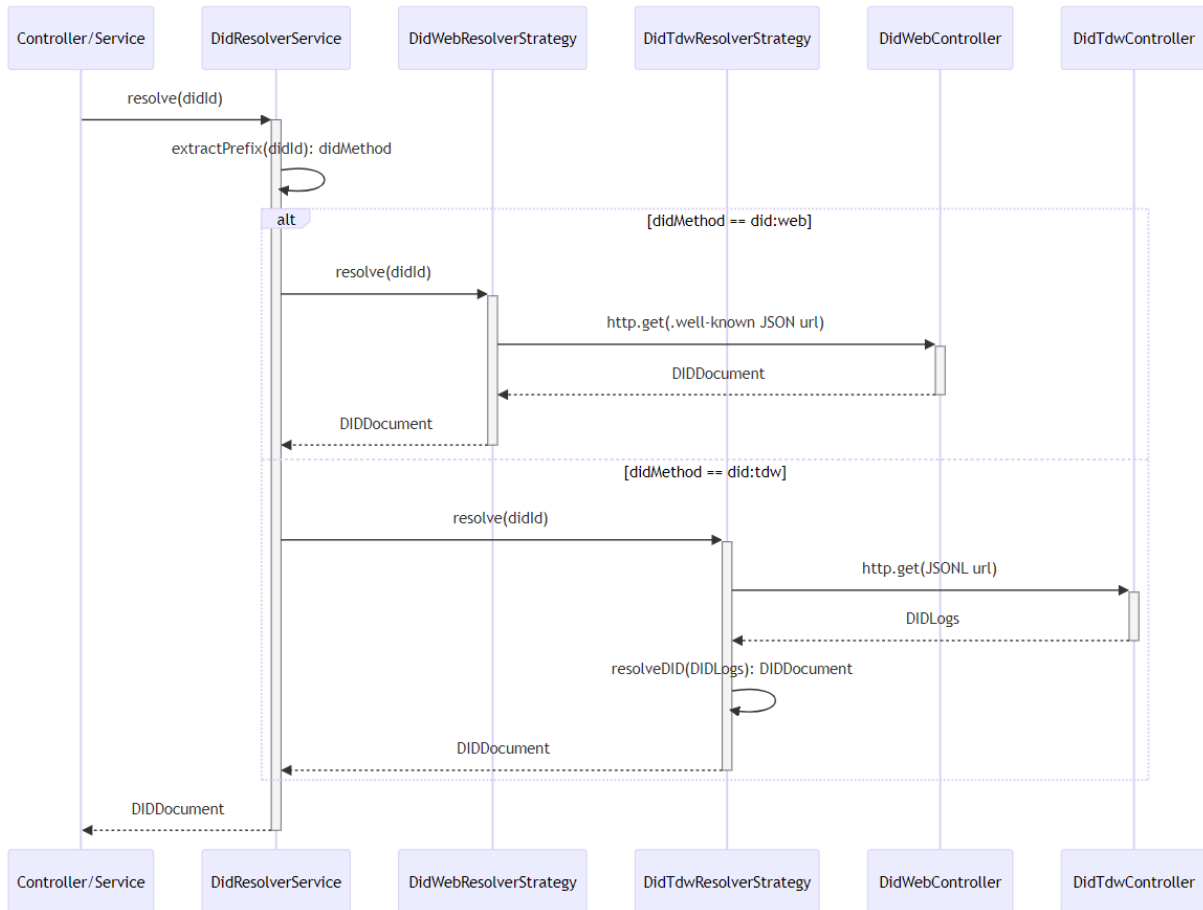 Controller/Service
DidResolverService
DidWebResolverStrategy
DidTdwResolverStrategy
DidWebController
DidTdwController
resolve(didId)
extractPrefix(didId): didMethod
alt
[didMethod == did:web]
resolve(didId)
http.get(.well-known JSON url)
DIDDocument
DIDDocument
[didMethod == did:tdw]
resolve(didId)
http.get(JSONL url)
DIDLogs
resolveDID(DIDLogs): DIDDocument
DIDDocument
DIDDocument
Controller/Service
DidResolverService
DidWebResolverStrategy
DidTdwResolverStrategy
DidWebController
DidTdwController